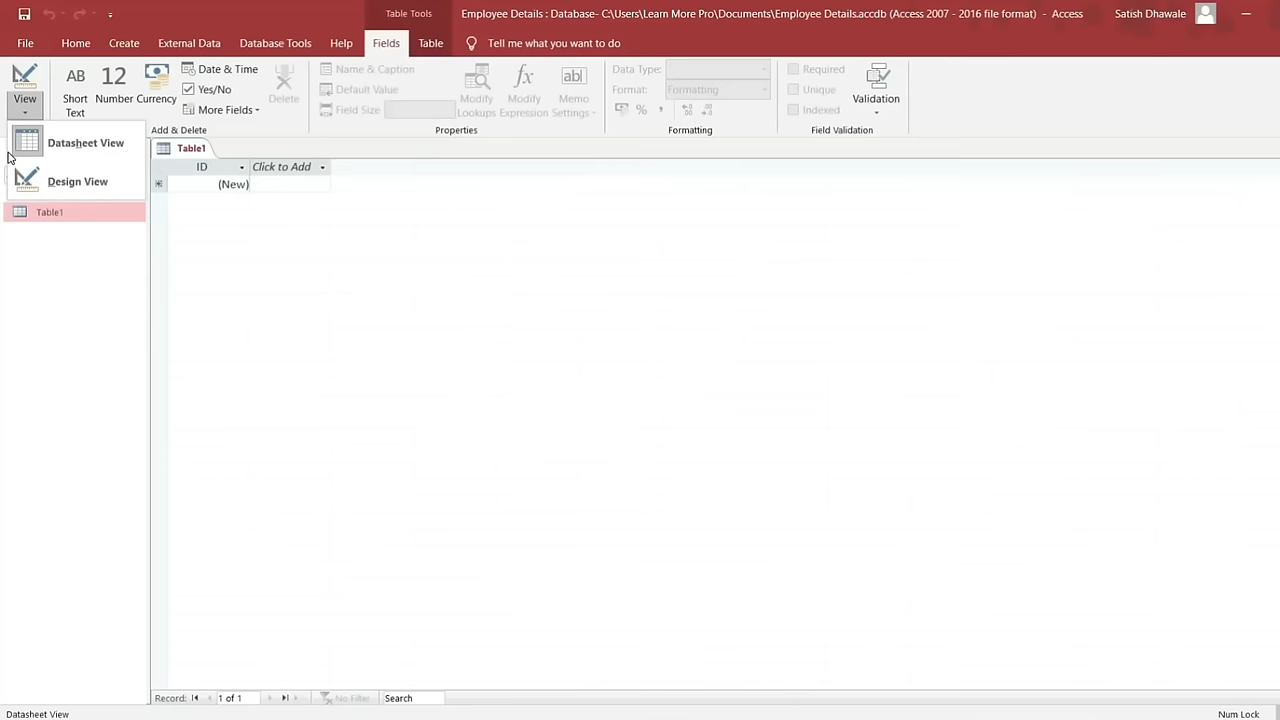 Table Tools
Employee Details : Database- C:\Users\Learn More Pro\Documents\Employee Details.accdb (Access 2007 - 2016 file format) - Access
Satish Dhawale
File Home Create External Data Database Tools Help Fields Table Tell me what you want to do
View
AB
Short
Text
12
Number
Currency
Date & Time
Yes/No
More Fields
Delete
Add & Delete
Name & Caption
Default Value
Field Size
Modify
Lookups
fx
Modify
Expression
ab
Memo
Settings
Properties
Data Type:
Format: Formatting
%
Formatting
Required
Unique
Indexed
Validation
Field Validation
Datasheet View
Design View
Table1
Table1
ID Click to Add
(New)
Record: 1 of 1 No Filter Search
Datasheet View
Num Lock